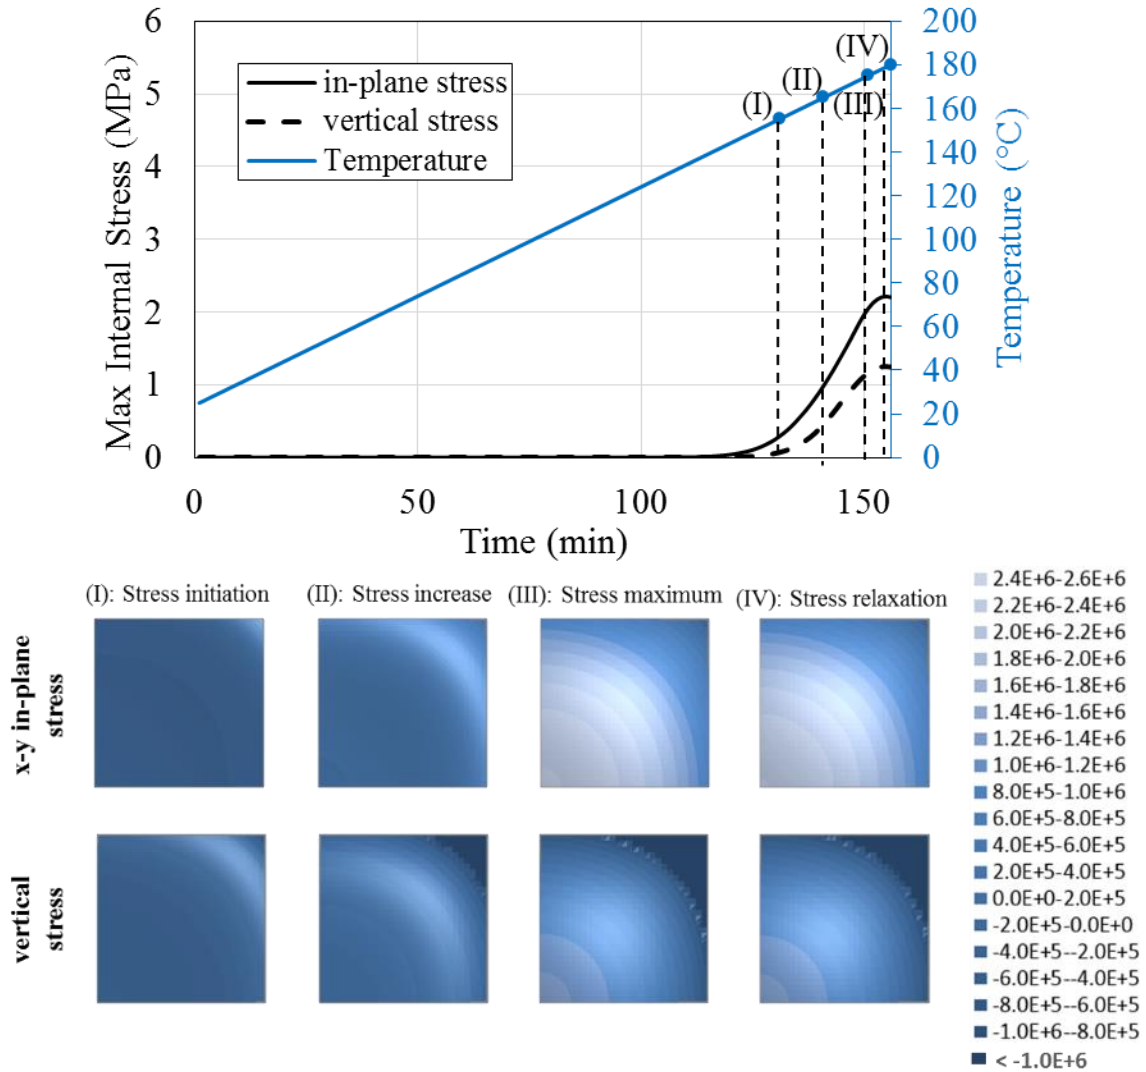 6
5
4
3
2
1
0
Max Internal Stress (MPa)
in-plane stress
vertical stress
Temperature
(I)
(II)
(III)
(IV)
200
180
160
140
120
100
80
60
40
20
0
Temperature (°C)
0
50
100
150
Time (min)
(I): Stress initiation
(II): Stress increase
(III): Stress maximum
(IV): Stress relaxation
x-y in-plane
stress
vertical
stress
2.4E+6-2.6E+6
2.2E+6-2.4E+6
2.0E+6-2.2E+6
1.8E+6-2.0E+6
1.6E+6-1.8E+6
1.4E+6-1.6E+6
1.2E+6-1.4E+6
1.0E+6-1.2E+6
8.0E+5-1.0E+6
6.0E+5-8.0E+5
4.0E+5-6.0E+5
2.0E+5-4.0E+5
0.0E+0-2.0E+5
-2.0E+5-0.0E+0
-4.0E+5--2.0E+5
-6.0E+5--4.0E+5
-8.0E+5--6.0E+5
-1.0E+6--8.0E+5
< -1.0E+6